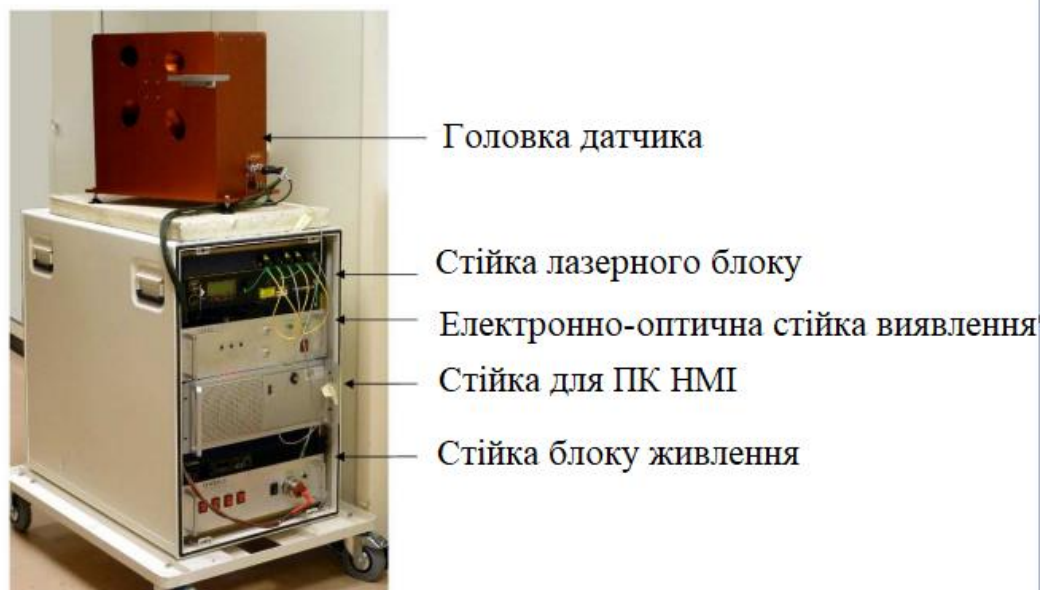 Головка датчика
Стійка лазерного блоку
Електронно-оптична стійка виявлення
Стійка для ПК HMI
Стійка блоку живлення